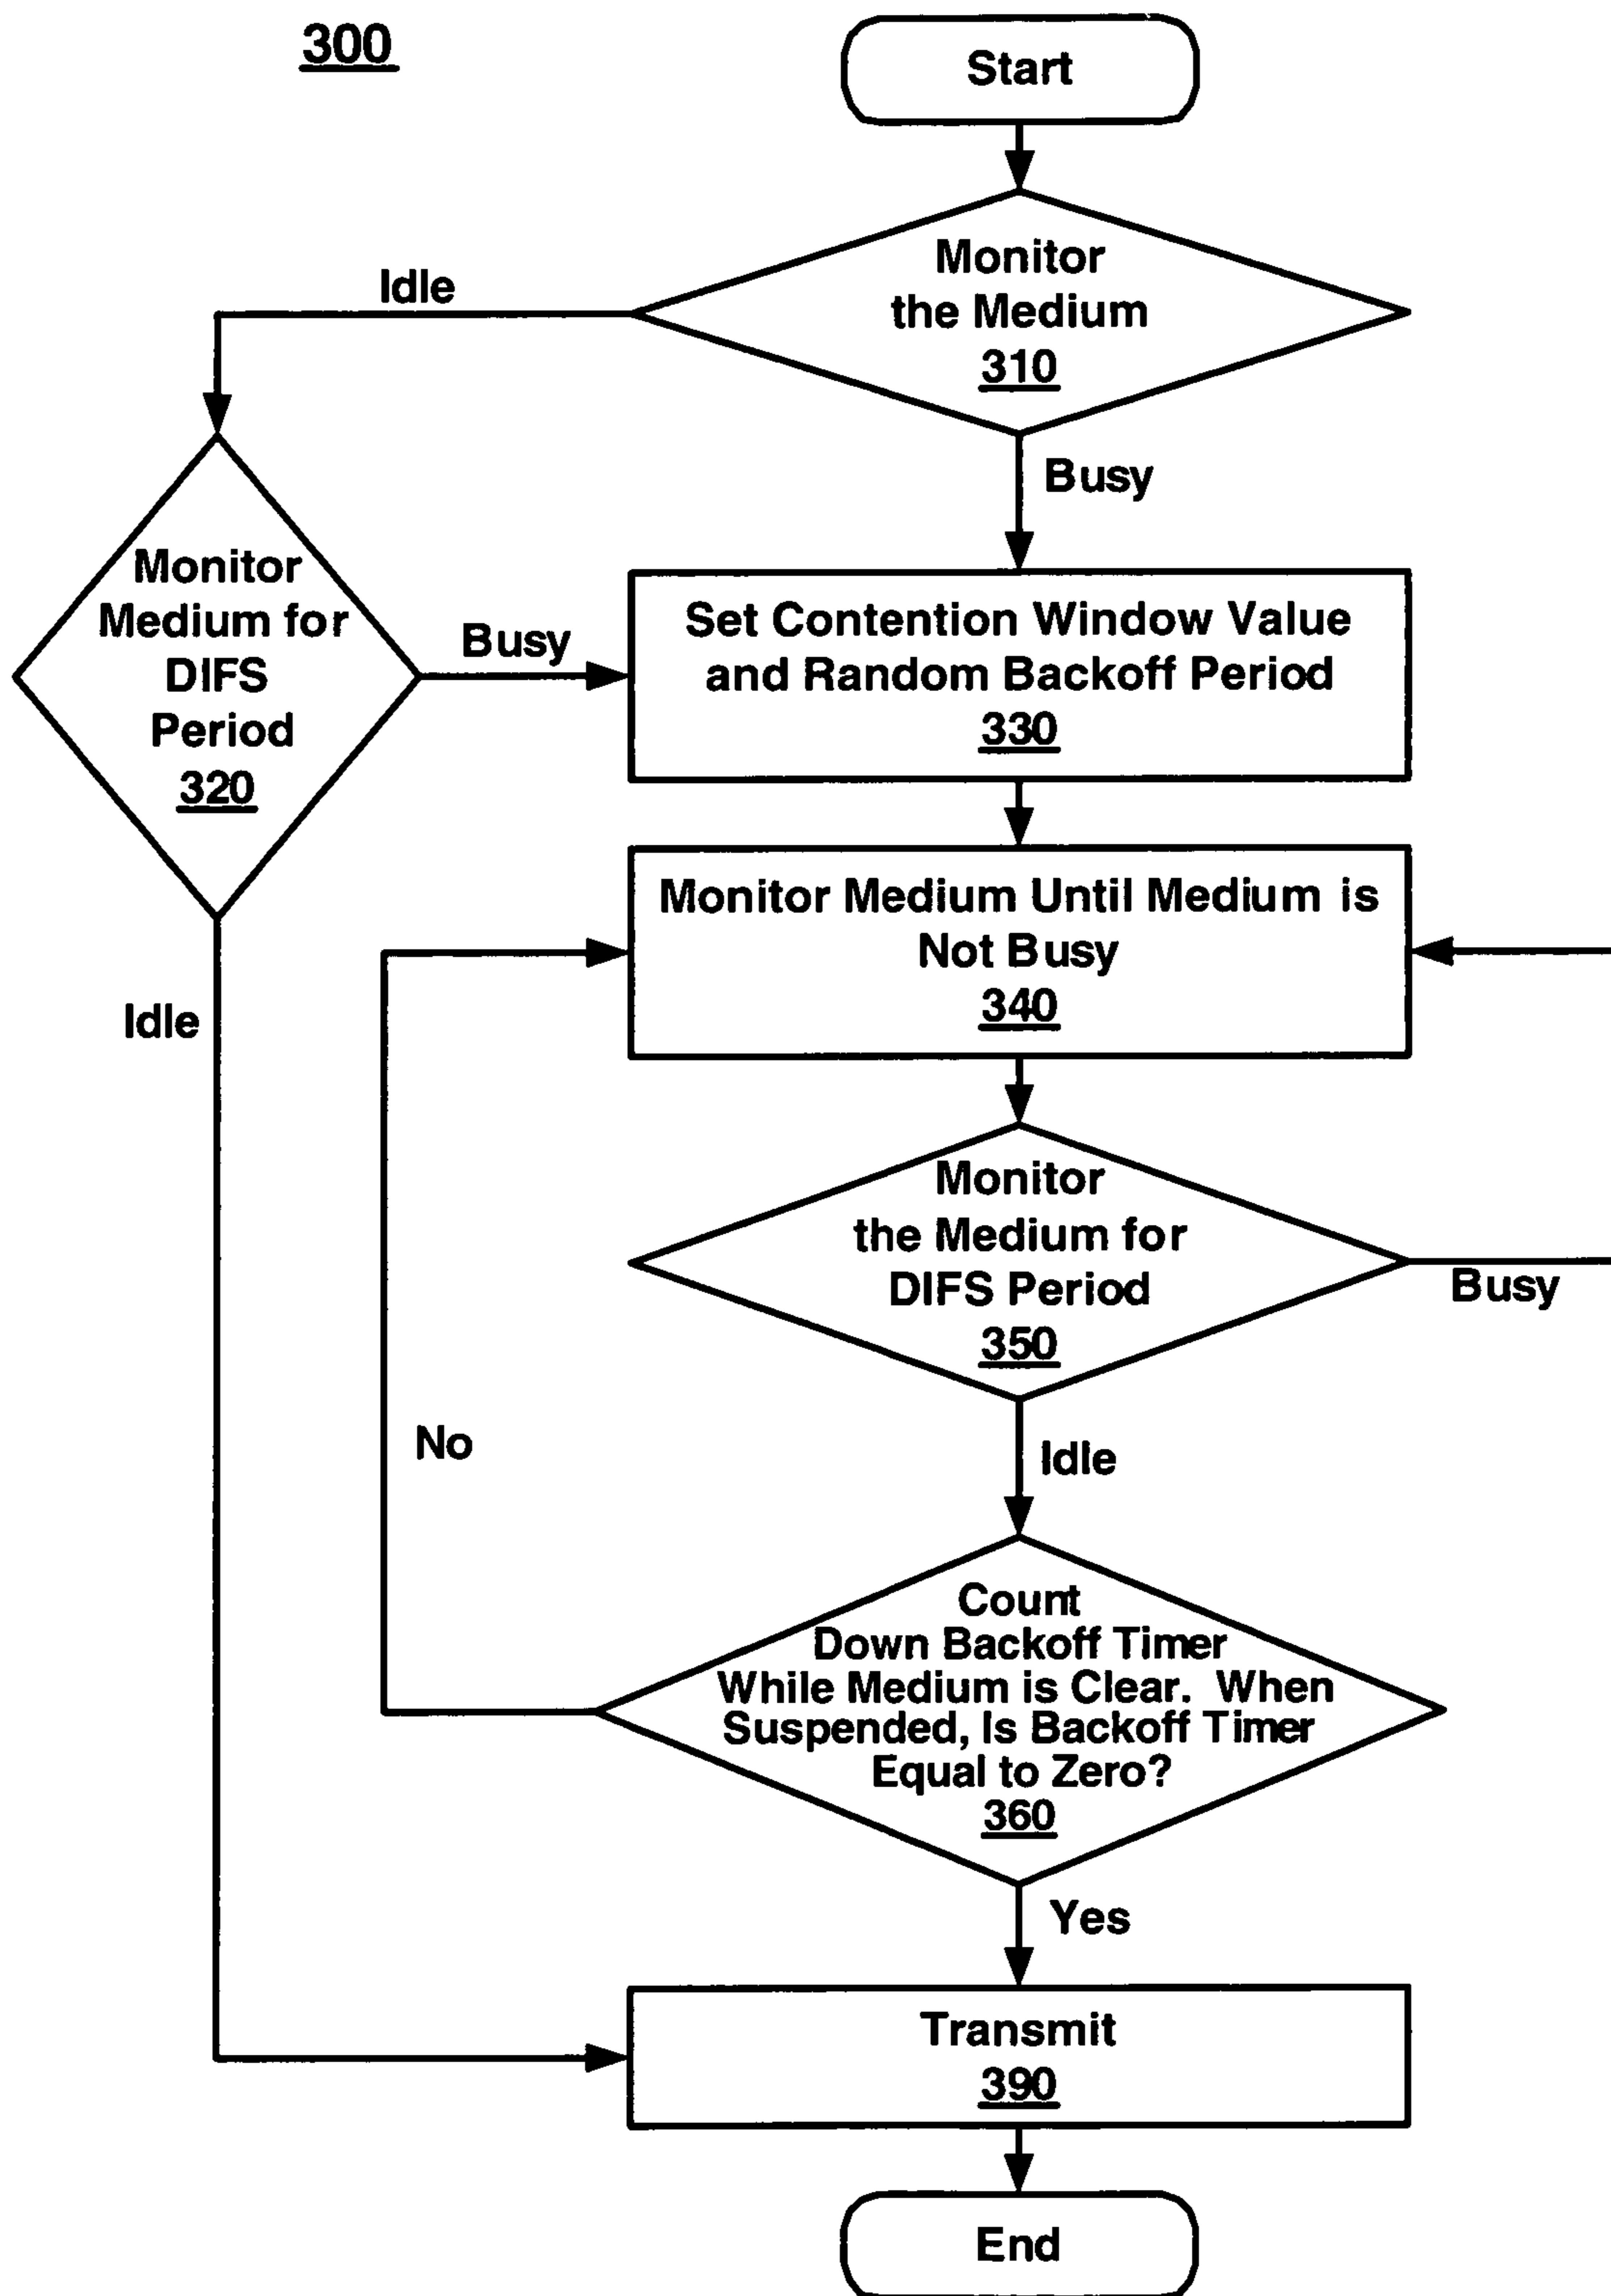 300
Start
Monitor
the Medium
310
Idle
Busy
Monitor
Medium for
DIFS
Period
320
Busy
Set Contention Window Value
and Random Backoff Period
330
Monitor Medium Until Medium is
Not Busy
340
Idle
Monitor
the Medium for
DIFS Period
350
Busy
No
Idle
Count
Down Backoff Timer
While Medium is Clear. When
Suspended, Is Backoff Timer
Equal to Zero?
360
Yes
Transmit
390
End